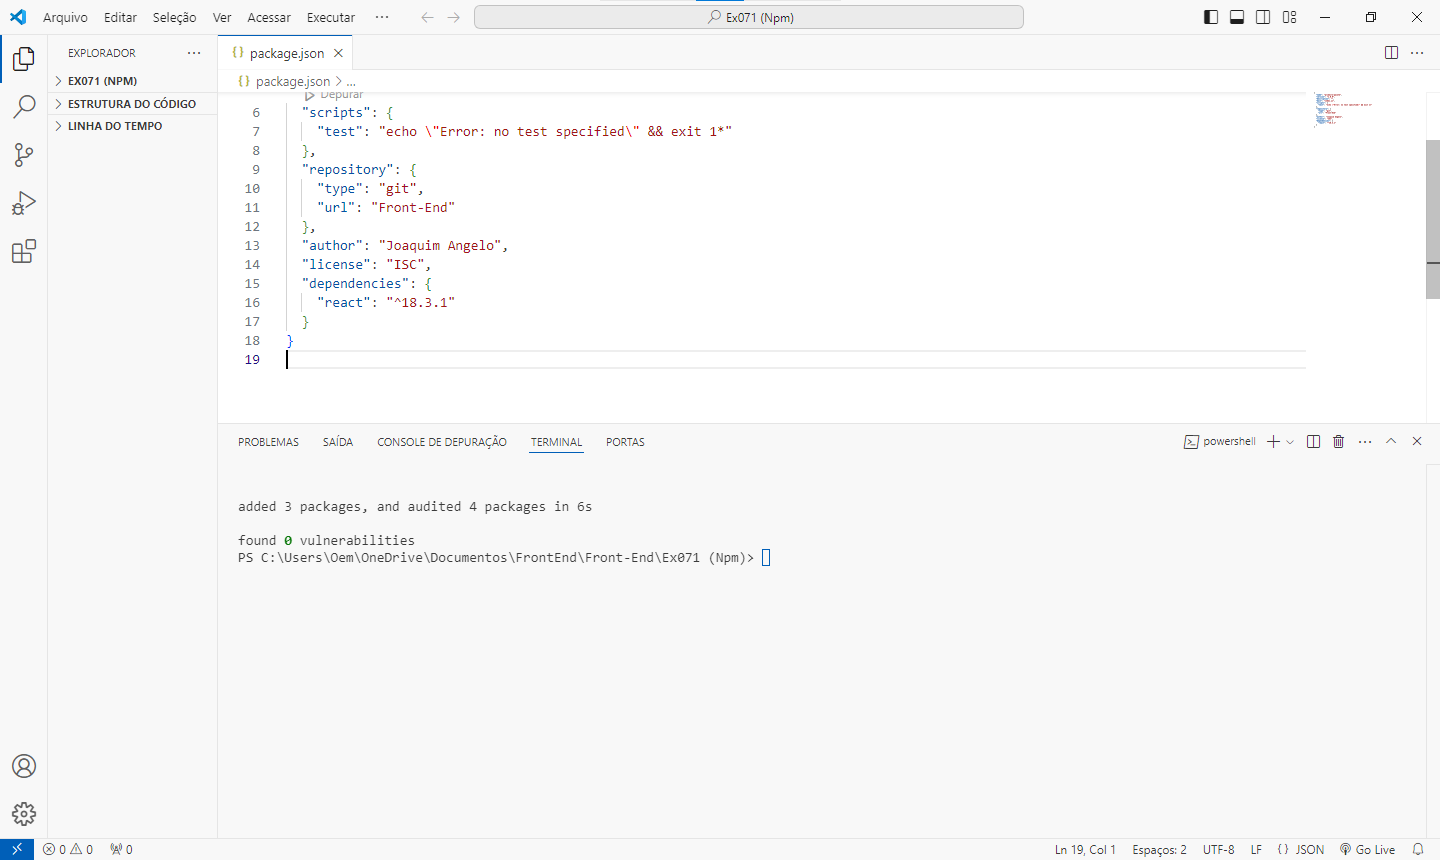 Arquivo Editar Seleção Ver Acessar Executar ··· Ex071 (Npm)
EXPLORADOR ···
EX071 (NPM)
ESTRUTURA DO CÓDIGO
LINHA DO TEMPO
{} package.json
{} package.json > ...
Depurar
6 "scripts": {
7 "test": "echo \"Error: no test specified\" && exit 1*"
8 },
9 "repository": {
10 "type": "git",
11 "url": "Front-End"
12 },
13 "author": "Joaquim Angelo",
14 "license": "ISC",
15 "dependencies": {
16 "react": "^18.3.1"
17 }
18 }
19
PROBLEMAS SAÍDA CONSOLE DE DEPURAÇÃO TERMINAL PORTAS powershell
added 3 packages, and audited 4 packages in 6s
found 0 vulnerabilities
PS C:\Users\Oem\OneDrive\Documentos\FrontEnd\Front-End\Ex071 (Npm)>
0 0 0 Ln 19, Col 1 Espaços: 2 UTF-8 LF {} JSON Go Live